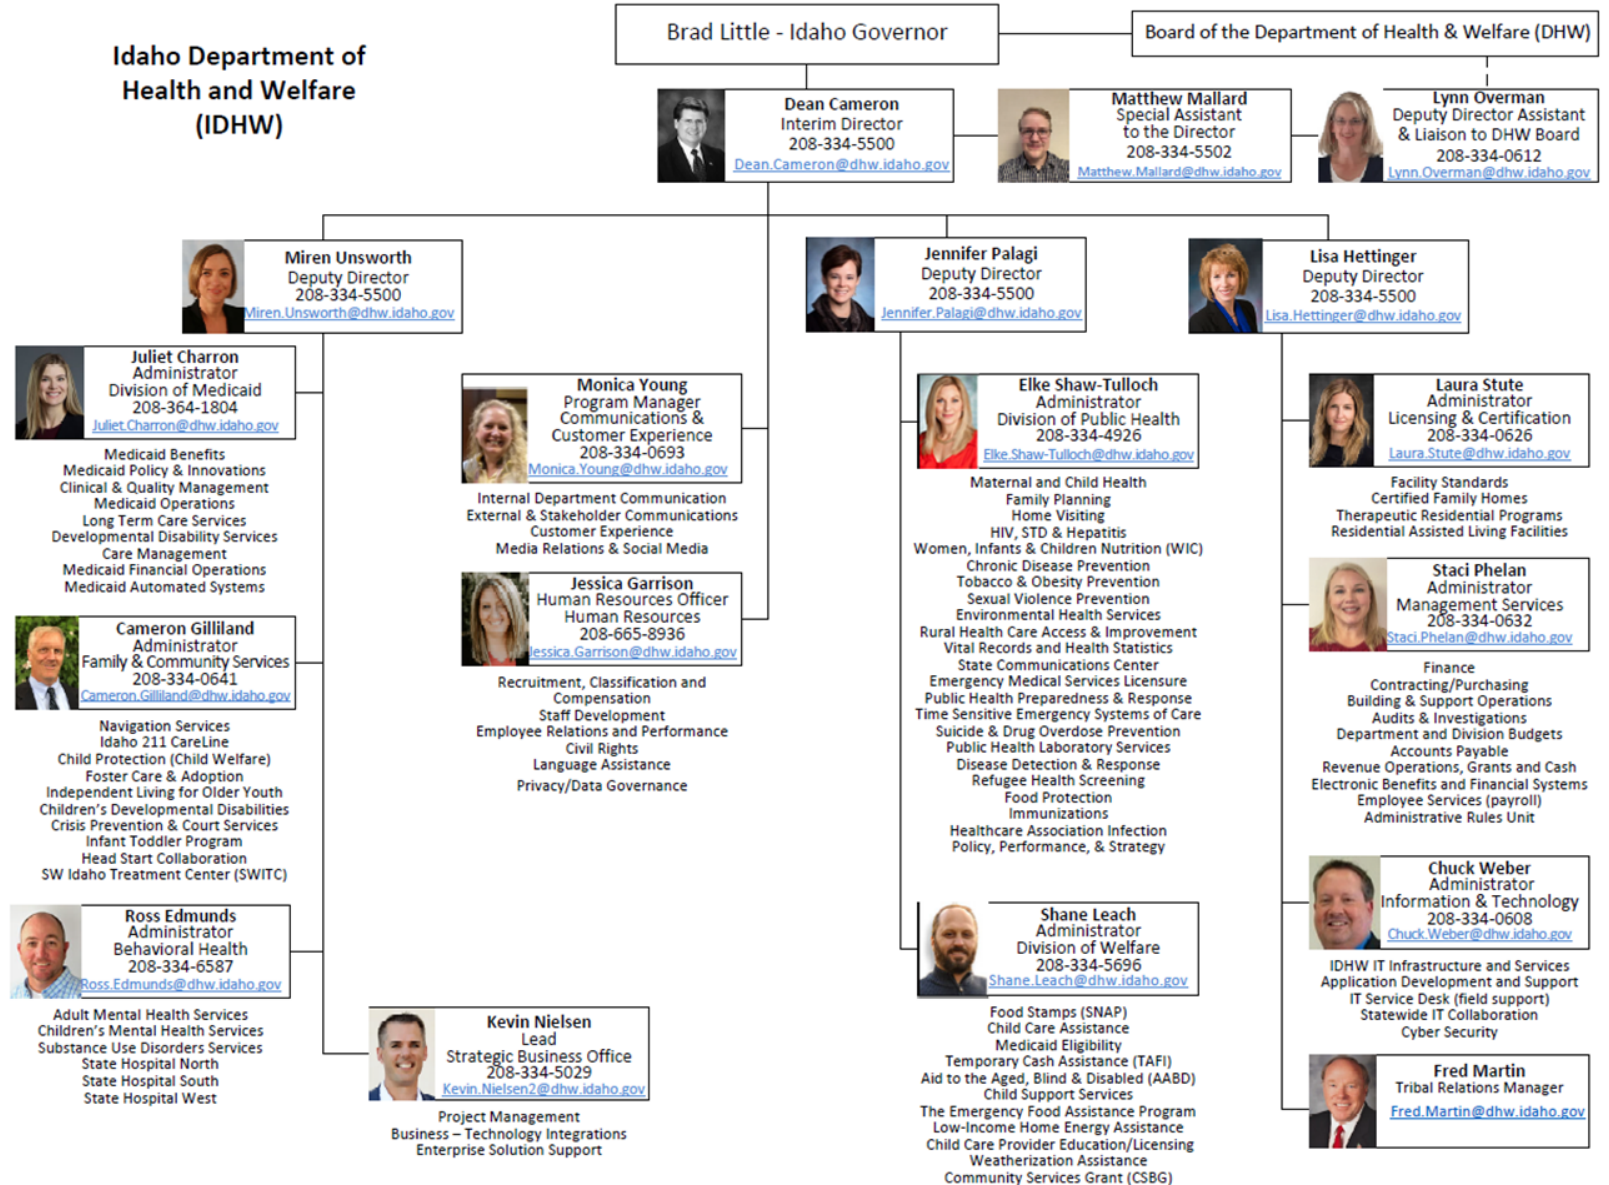 Idaho Department of
Health and Welfare
(IDHW)
Brad Little - Idaho Governor
Board of the Department of Health & Welfare (DHW)
Dean Cameron
Interim Director
208-334-5500
Dean.Cameron@dhw.idaho.gov
Matthew Mallard
Special Assistant
to the Director
208-334-5502
Matthew.Mallard@dhw.idaho.gov
Lynn Overman
Deputy Director Assistant
& Liaison to DHW Board
208-334-0612
Lynn.Overman@dhw.idaho.gov
Miren Unsworth
Deputy Director
208-334-5500
Miren.Unsworth@dhw.idaho.gov
Jennifer Palagi
Deputy Director
208-334-5500
Jennifer.Palagi@dhw.idaho.gov
Lisa Hettinger
Deputy Director
208-334-5500
Lisa.Hettinger@dhw.idaho.gov
Juliet Charron
Administrator
Division of Medicaid
208-364-1804
Juliet.Charron@dhw.idaho.gov
Medicaid Benefits
Medicaid Policy & Innovations
Clinical & Quality Management
Medicaid Operations
Long Term Care Services
Developmental Disability Services
Care Management
Medicaid Financial Operations
Medicaid Automated Systems
Cameron Gilliland
Administrator
Family & Community Services
208-334-0641
Cameron.Gilliland@dhw.idaho.gov
Navigation Services
Idaho 211 CareLine
Child Protection (Child Welfare)
Foster Care & Adoption
Independent Living for Older Youth
Children's Developmental Disabilities
Crisis Prevention & Court Services
Infant Toddler Program
Head Start Collaboration
SW Idaho Treatment Center (SWITC)
Ross Edmunds
Administrator
Behavioral Health
208-334-6587
Ross.Edmunds@dhw.idaho.gov
Adult Mental Health Services
Children's Mental Health Services
Substance Use Disorders Services
State Hospital North
State Hospital South
State Hospital West
Kevin Nielsen
Lead
Strategic Business Office
208-334-5029
Kevin.Nielsen2@dhw.idaho.gov
Project Management
Business – Technology Integrations
Enterprise Solution Support
Monica Young
Program Manager
Communications &
Customer Experience
208-334-0693
Monica.Young@dhw.idaho.gov
Internal Department Communication
External & Stakeholder Communications
Customer Experience
Media Relations & Social Media
Jessica Garrison
Human Resources Officer
Human Resources
208-665-8936
Jessica.Garrison@dhw.idaho.gov
Recruitment, Classification and
Compensation
Staff Development
Employee Relations and Performance
Civil Rights
Language Assistance
Privacy/Data Governance
Elke Shaw-Tulloch
Administrator
Division of Public Health
208-334-4926
Elke.Shaw-Tulloch@dhw.idaho.gov
Maternal and Child Health
Family Planning
Home Visiting
HIV, STD & Hepatitis
Women, Infants & Children Nutrition (WIC)
Chronic Disease Prevention
Tobacco & Obesity Prevention
Sexual Violence Prevention
Environmental Health Services
Rural Health Care Access & Improvement
Vital Records and Health Statistics
State Communications Center
Emergency Medical Services Licensure
Public Health Preparedness & Response
Time Sensitive Emergency Systems of Care
Suicide & Drug Overdose Prevention
Public Health Laboratory Services
Disease Detection & Response
Refugee Health Screening
Food Protection
Immunizations
Healthcare Association Infection
Policy, Performance, & Strategy
Shane Leach
Administrator
Division of Welfare
208-334-5696
Shane.Leach@dhw.idaho.gov
Food Stamps (SNAP)
Child Care Assistance
Medicaid Eligibility
Temporary Cash Assistance (TAFI)
Aid to the Aged, Blind & Disabled (AABD)
Child Support Services
The Emergency Food Assistance Program
Low-Income Home Energy Assistance
Child Care Provider Education/Licensing
Weatherization Assistance
Community Services Grant (CSBG)
Laura Stute
Administrator
Licensing & Certification
208-334-0626
Laura.Stute@dhw.idaho.gov
Facility Standards
Certified Family Homes
Therapeutic Residential Programs
Residential Assisted Living Facilities
Staci Phelan
Administrator
Management Services
208-334-0632
Staci.Phelan@dhw.idaho.gov
Finance
Contracting/Purchasing
Building & Support Operations
Audits & Investigations
Department and Division Budgets
Accounts Payable
Revenue Operations, Grants and Cash
Electronic Benefits and Financial Systems
Employee Services (payroll)
Administrative Rules Unit
Chuck Weber
Administrator
Information & Technology
208-334-0608
Chuck.Weber@dhw.idaho.gov
IDHW IT Infrastructure and Services
Application Development and Support
IT Service Desk (field support)
Statewide IT Collaboration
Cyber Security
Fred Martin
Tribal Relations Manager
Fred.Martin@dhw.idaho.gov